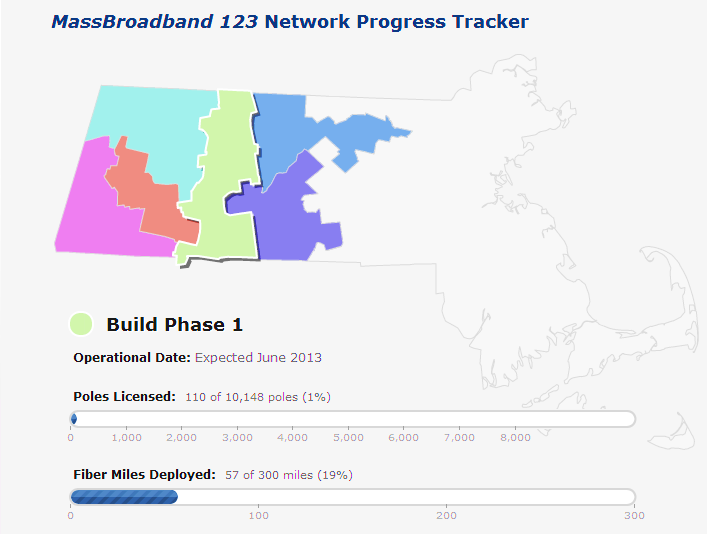 MassBroadband 123 Network Progress Tracker
Build Phase 1
Operational Date: Expected June 2013
Poles Licensed: 110 of 10,148 poles (1%)
0 1,000 2,000 3,000 4,000 5,000 6,000 7,000 8,000
Fiber Miles Deployed: 57 of 300 miles (19%)
0 100 200 300